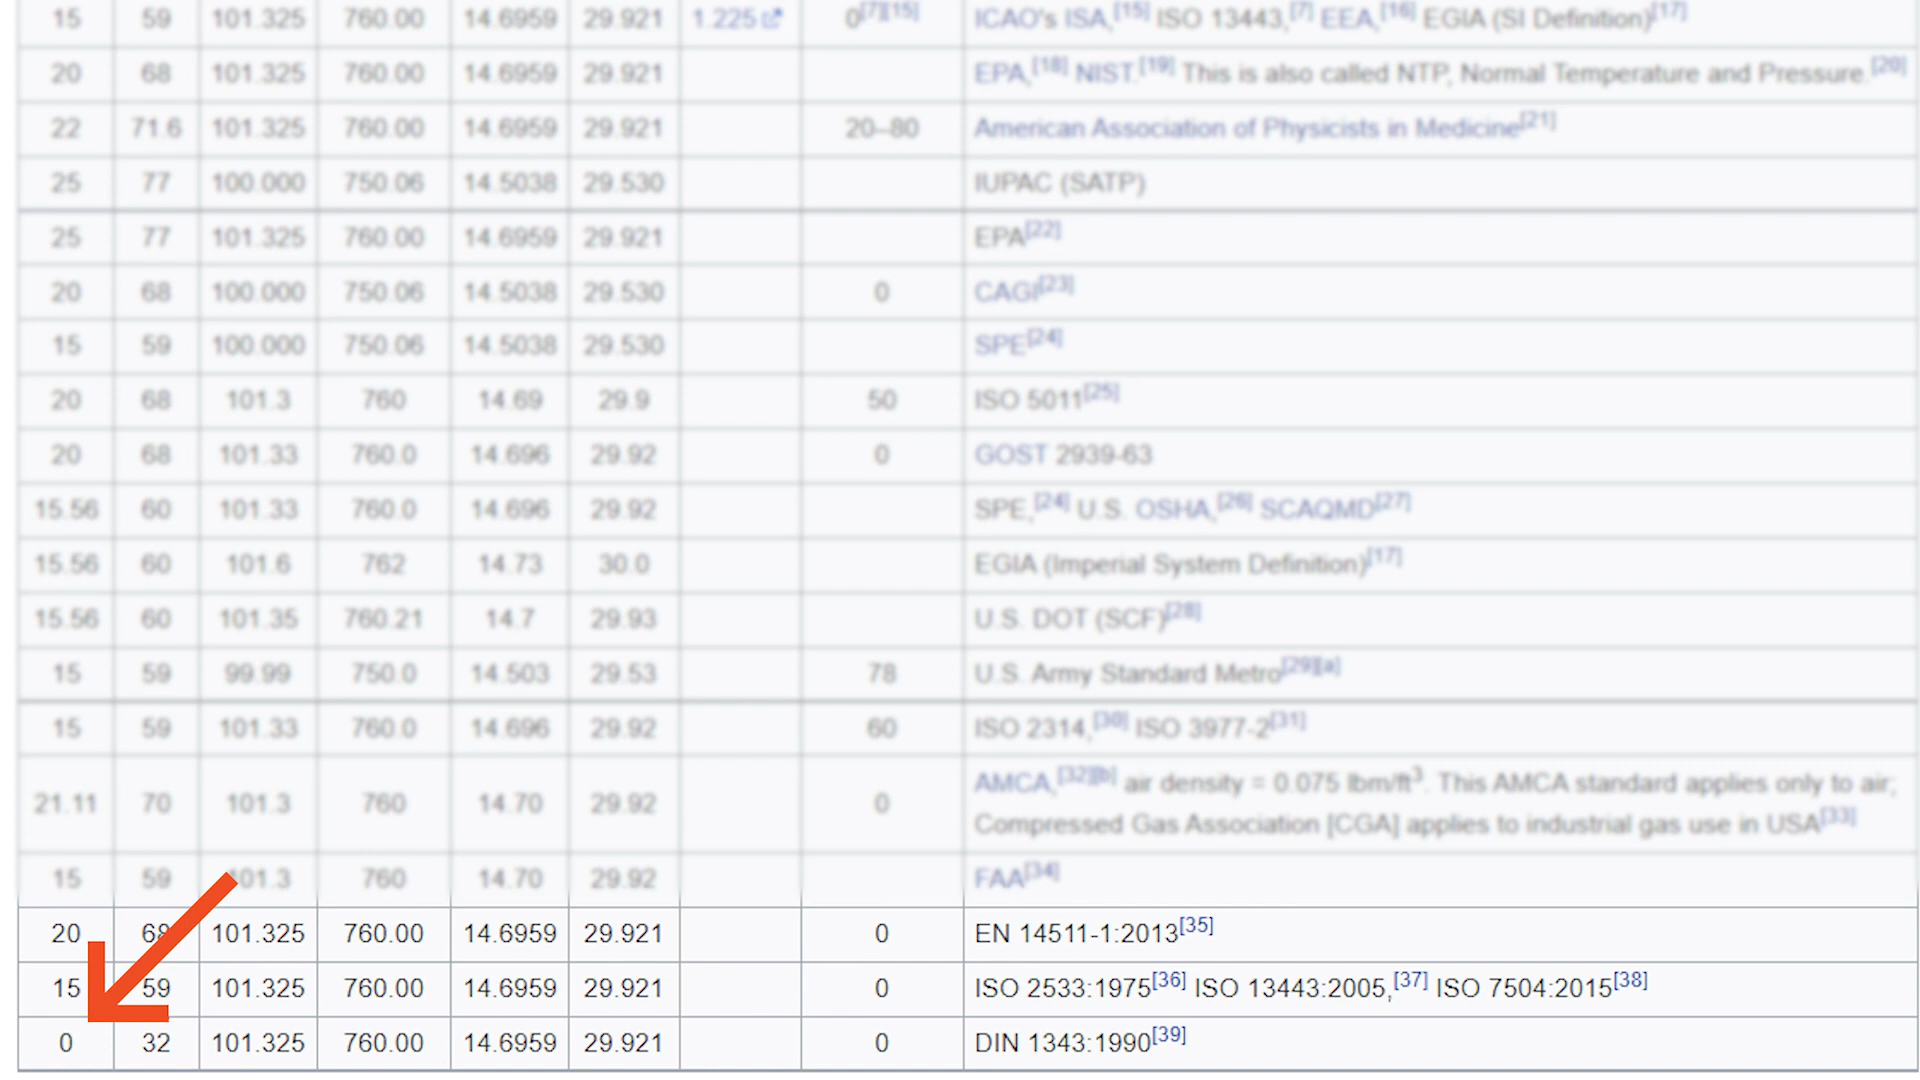 15 59 101.325 760.00 14.6959 29.921 1.225 0[7][15] ICAO's ISA,[15] ISO 13443,[7] EEA,[16] EGIA (SI Definition)[17]
20 68 101.325 760.00 14.6959 29.921 EPA,[18] NIST.[19] This is also called NTP, Normal Temperature and Pressure.[20]
22 71.6 101.325 760.00 14.6959 29.921 20–80 American Association of Physicists in Medicine[21]
25 77 100.000 750.06 14.5038 29.530 IUPAC (SATP)
25 77 101.325 760.00 14.6959 29.921 EPA[22]
20 68 100.000 750.06 14.5038 29.530 0 CAGI[23]
15 59 100.000 750.06 14.5038 29.530 SPE[24]
20 68 101.3 760 14.69 29.9 50 ISO 5011[25]
20 68 101.33 760.0 14.696 29.92 0 GOST 2939-63
15.56 60 101.33 760.0 14.696 29.92 SPE,[24] U.S. OSHA,[26] SCAQMD[27]
15.56 60 101.6 762 14.73 30.0 EGIA (Imperial System Definition)[17]
15.56 60 101.35 760.21 14.7 29.93 U.S. DOT (SCF)[28]
15 59 99.99 750.0 14.503 29.53 78 U.S. Army Standard Metro[29][a]
15 59 101.33 760.0 14.696 29.92 60 ISO 2314,[30] ISO 3977-2[31]
21.11 70 101.3 760 14.70 29.92 0 AMCA,[32][b] air density = 0.075 lbm/ft3. This AMCA standard applies only to air;
Compressed Gas Association [CGA] applies to industrial gas use in USA[33]
15 59 101.3 760 14.70 29.92 FAA[34]
20 68 101.325 760.00 14.6959 29.921 0 EN 14511-1:2013[35]
15 59 101.325 760.00 14.6959 29.921 0 ISO 2533:1975[36] ISO 13443:2005,[37] ISO 7504:2015[38]
0 32 101.325 760.00 14.6959 29.921 0 DIN 1343:1990[39]